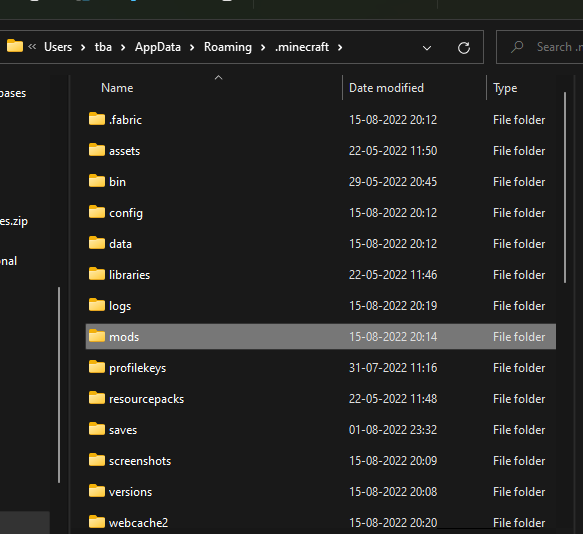 « Users > tba > AppData > Roaming > .minecraft >
Search .r
Name Date modified Type
bases
.fabric 15-08-2022 20:12 File folder
assets 22-05-2022 11:50 File folder
bin 29-05-2022 20:45 File folder
config 15-08-2022 20:12 File folder
es.zip
data 15-08-2022 20:12 File folder
nal
libraries 22-05-2022 11:46 File folder
logs 15-08-2022 20:19 File folder
mods 15-08-2022 20:14 File folder
profilekeys 31-07-2022 11:16 File folder
resourcepacks 22-05-2022 11:48 File folder
saves 01-08-2022 23:32 File folder
screenshots 15-08-2022 20:09 File folder
versions 15-08-2022 20:08 File folder
webcache2 15-08-2022 20:20 File folder